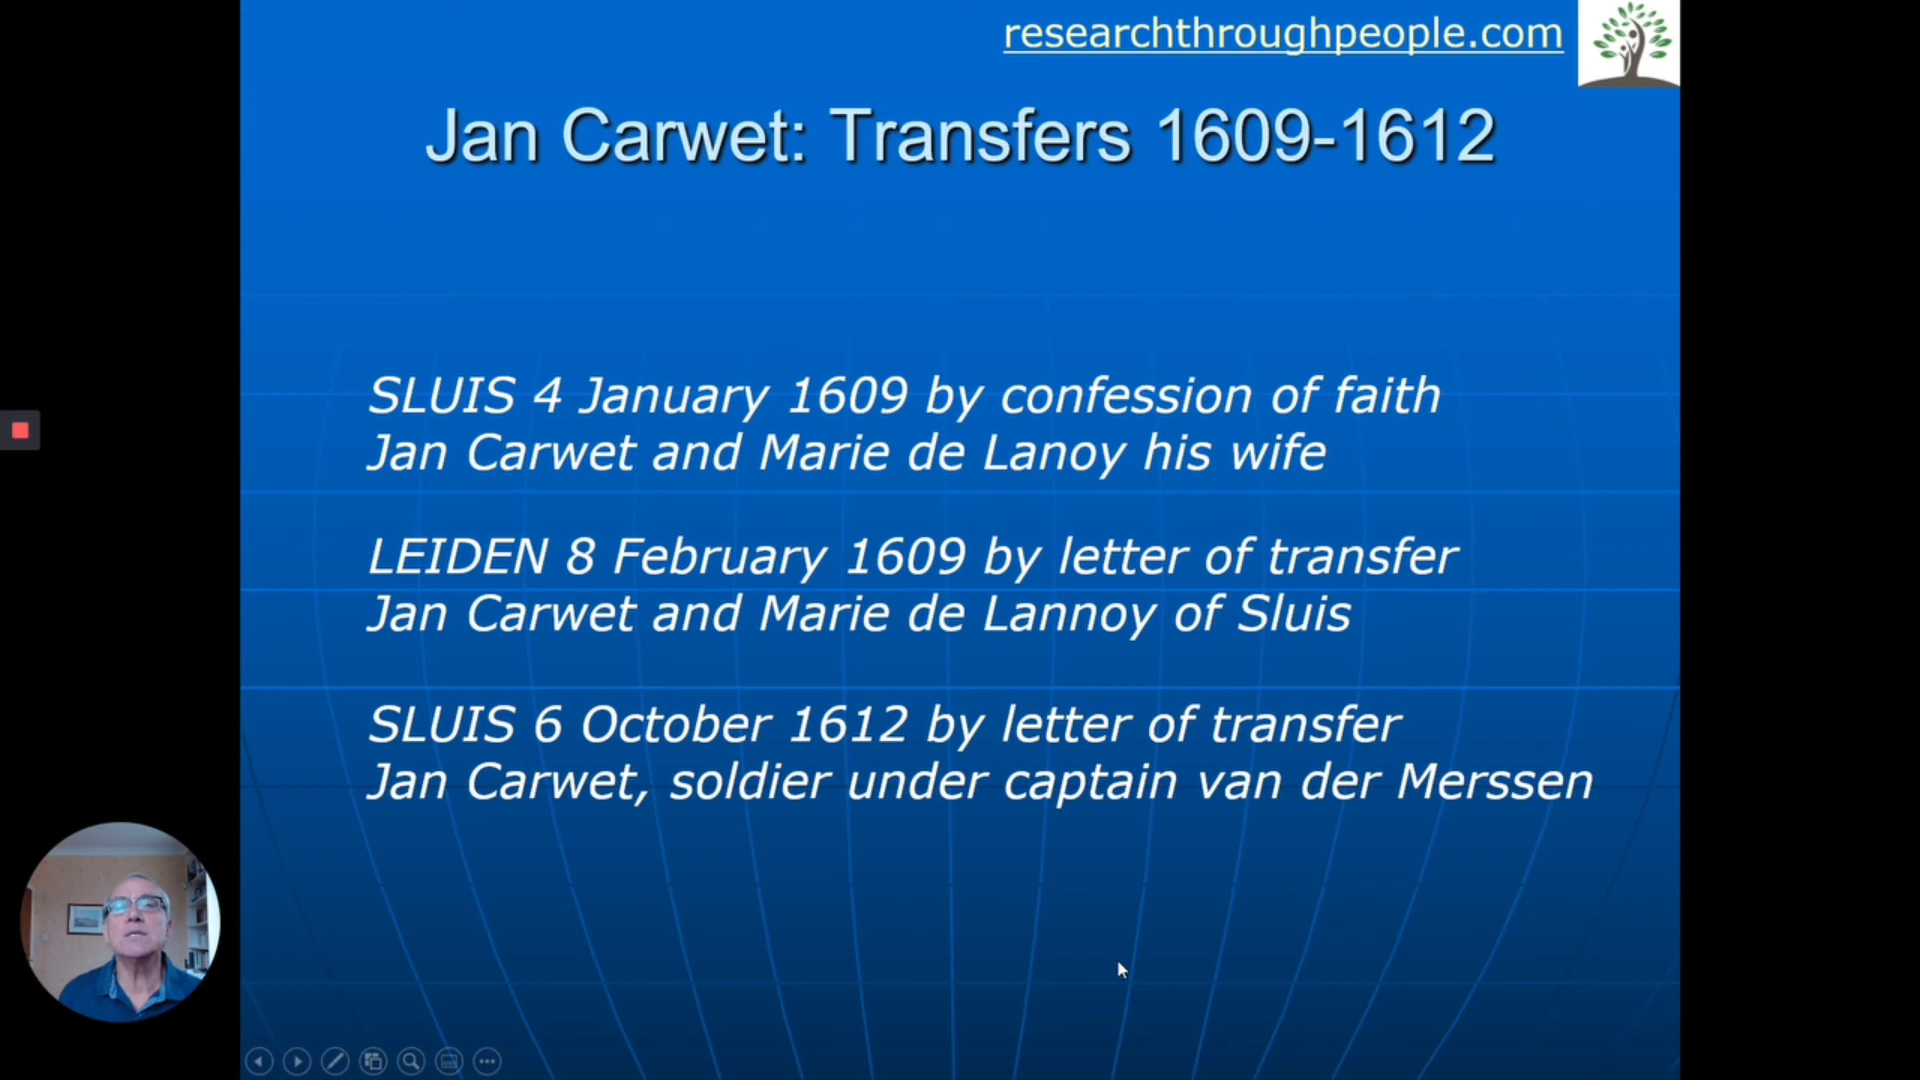 researchthroughpeople.com
Jan Carwet: Transfers 1609-1612
SLUIS 4 January 1609 by confession of faith
Jan Carwet and Marie de Lanoy his wife
LEIDEN 8 February 1609 by letter of transfer
Jan Carwet and Marie de Lannoy of Sluis
SLUIS 6 October 1612 by letter of transfer
Jan Carwet, soldier under captain van der Merssen